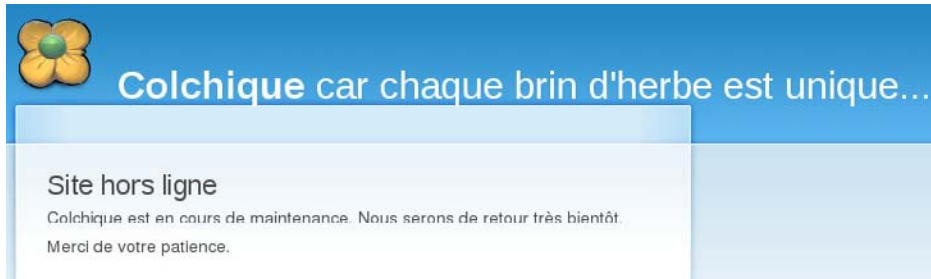 Colchique car chaque brin d'herbe est unique...
Site hors ligne
Colchique est en cours de maintenance. Nous serons de retour très bientôt.
Merci de votre patience.